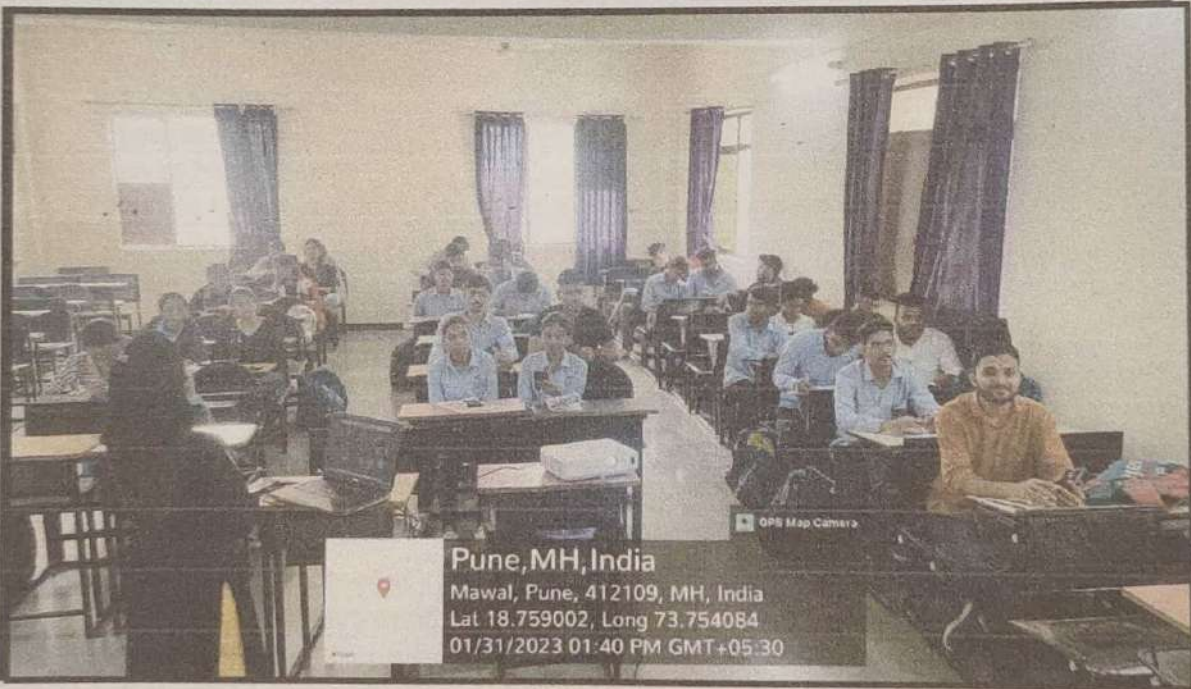 GPS Map Camera
Pune,MH,India
Mawal, Pune, 412109, MH, India
Lat 18.759002, Long 73.754084
01/31/2023 01:40 PM GMT+05:30